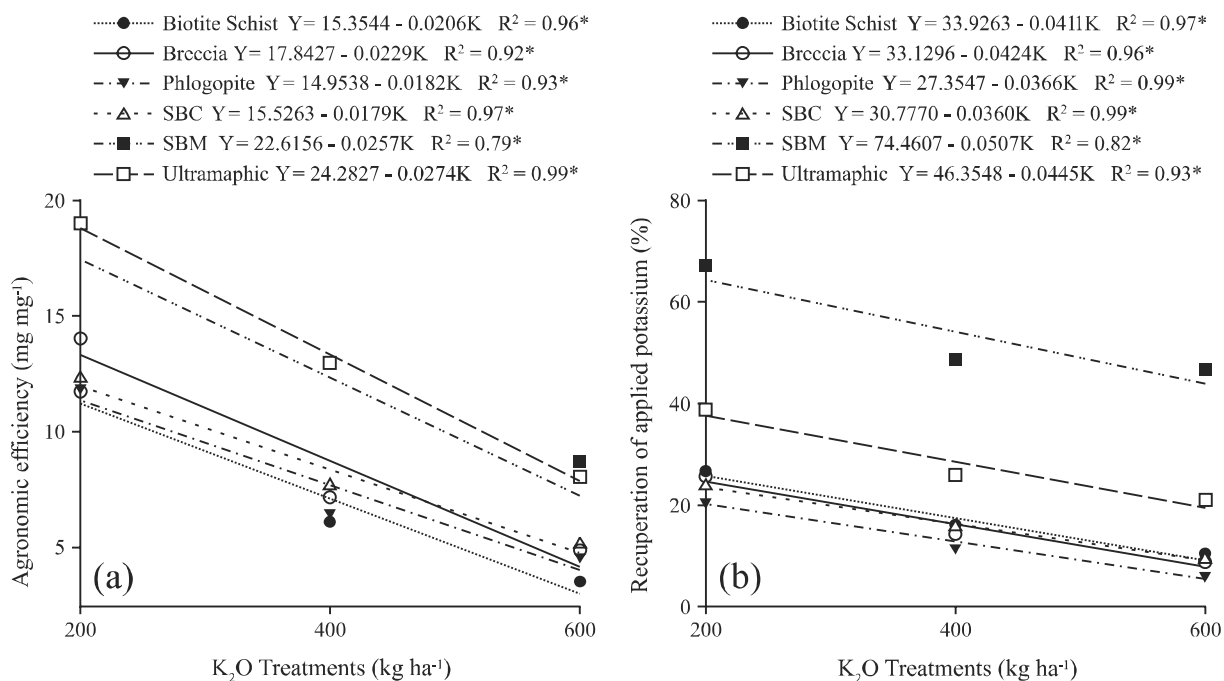 Biotite Schist Y= 15.3544 - 0.0206K R² = 0.96*
Breccia Y= 17.8427 - 0.0229K R² = 0.92*
Phlogopite Y= 14.9538 - 0.0182K R² = 0.93*
SBC Y= 15.5263 - 0.0179K R² = 0.97*
SBM Y= 22.6156 - 0.0257K R² = 0.79*
Ultramaphic Y= 24.2827 - 0.0274K R² = 0.99*
20
15
10
5
Agronomic efficiency (mg mg⁻¹)
(a)
200 400 600
K₂O Treatments (kg ha⁻¹)
Biotite Schist Y= 33.9263 - 0.0411K R² = 0.97*
Breccia Y= 33.1296 - 0.0424K R² = 0.96*
Phlogopite Y= 27.3547 - 0.0366K R² = 0.99*
SBC Y= 30.7770 - 0.0360K R² = 0.99*
SBM Y= 74.4607 - 0.0507K R² = 0.82*
Ultramaphic Y= 46.3548 - 0.0445K R² = 0.93*
80
60
40
20
0
Recuperation of applied potassium (%)
(b)
200 400 600
K₂O Treatments (kg ha⁻¹)